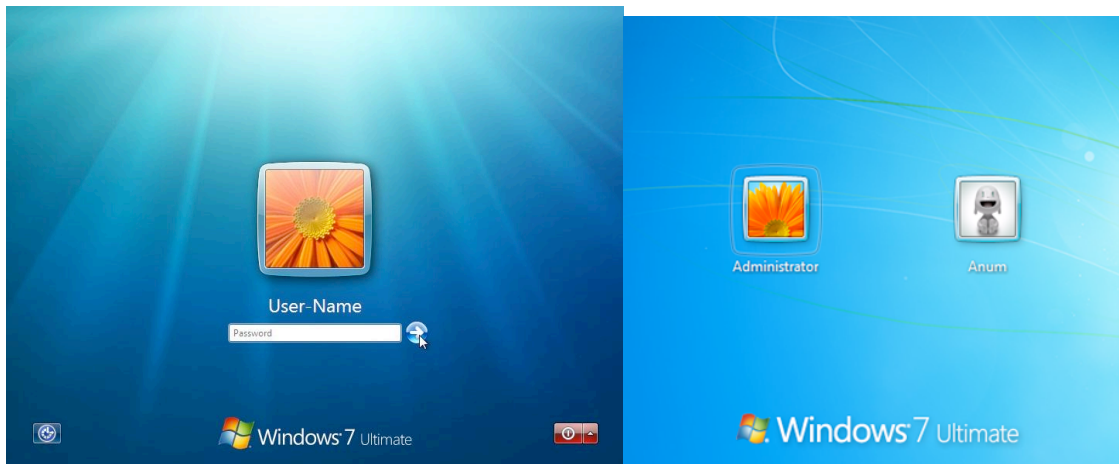 User-Name
Password
Windows 7 Ultimate
Administrator
Anum
Windows 7 Ultimate